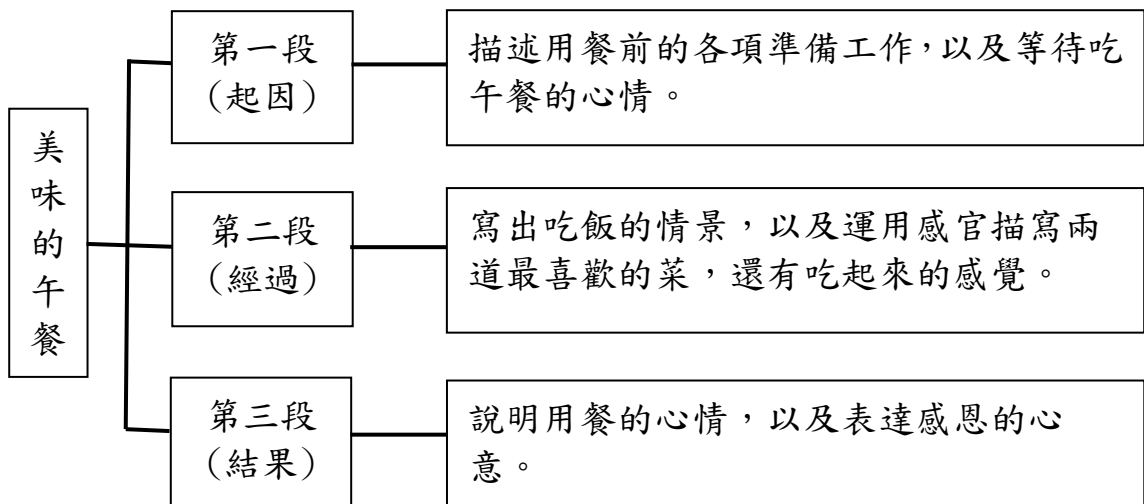 美味的午餐
第一段
(起因)
描述用餐前的各項準備工作，以及等待吃
午餐的心情。
第二段
(經過)
寫出吃飯的情景，以及運用感官描寫兩
道最喜歡的菜，還有吃起來的感覺。
第三段
(結果)
說明用餐的心情，以及表達感恩的心
意。